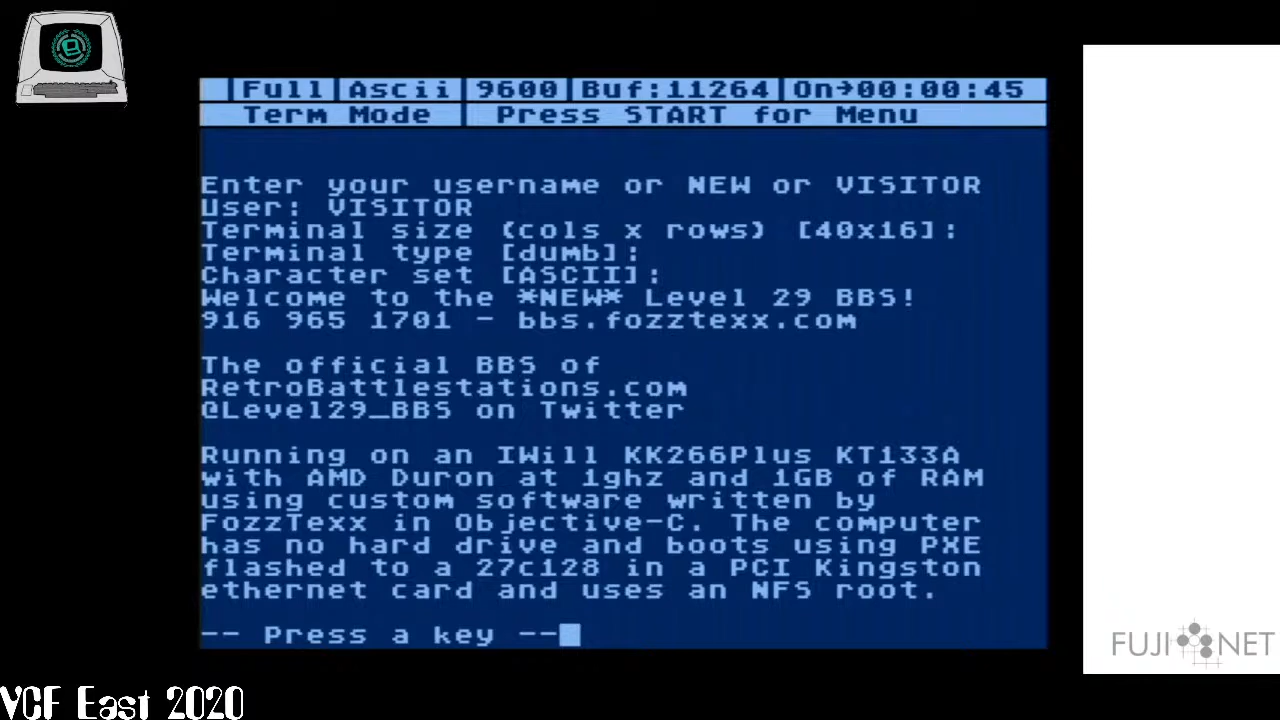 Full Ascii 9600 Buf:11264 On→00:00:45
Term Mode Press START for Menu
Enter your username or NEW or VISITOR
User: VISITOR
Terminal size (cols x rows) [40x16]:
Terminal type [dumb]:
Character set [ASCII]:
Welcome to the *NEW* Level 29 BBS!
916 965 1701 - bbs.fozztexx.com
The official BBS of
RetroBattlestations.com
@Level29_BBS on Twitter
Running on an IWill KK266Plus KT133A
with AMD Duron at 1ghz and 1GB of RAM
using custom software written by
FozzTexx in Objective-C. The computer
has no hard drive and boots using PXE
flashed to a 27c128 in a PCI Kingston
ethernet card and uses an NFS root.
-- Press a key --
FUJINET
VCF East 2020